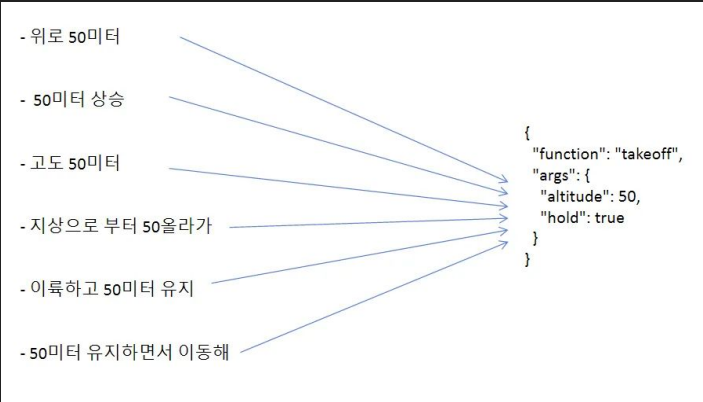 - 위로 50미터
- 50미터 상승
- 고도 50미터
- 지상으로 부터 50올라가
- 이륙하고 50미터 유지
- 50미터 유지하면서 이동해
{
"function": "takeoff",
"args": {
"altitude": 50,
"hold": true
}
}